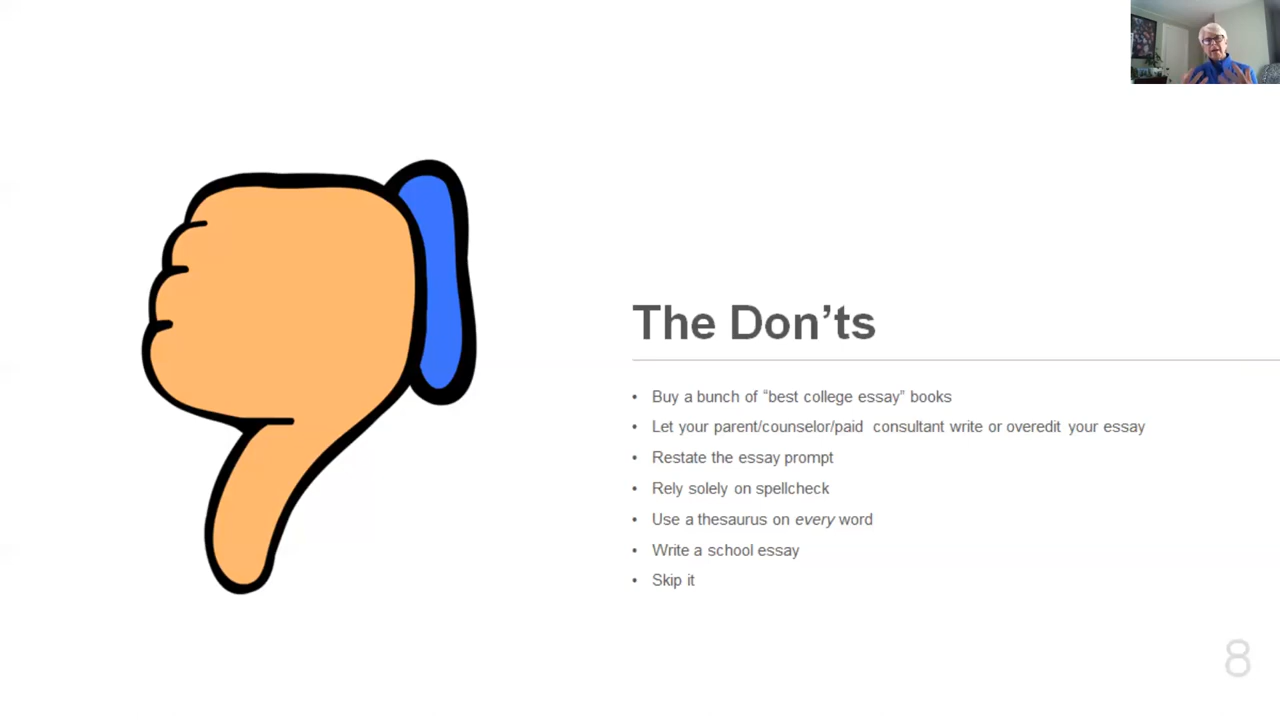 The Don’ts
• Buy a bunch of “best college essay” books
• Let your parent/counselor/paid  consultant write or overedit your essay
• Restate the essay prompt
• Rely solely on spellcheck
• Use a thesaurus on every word
• Write a school essay
• Skip it
8